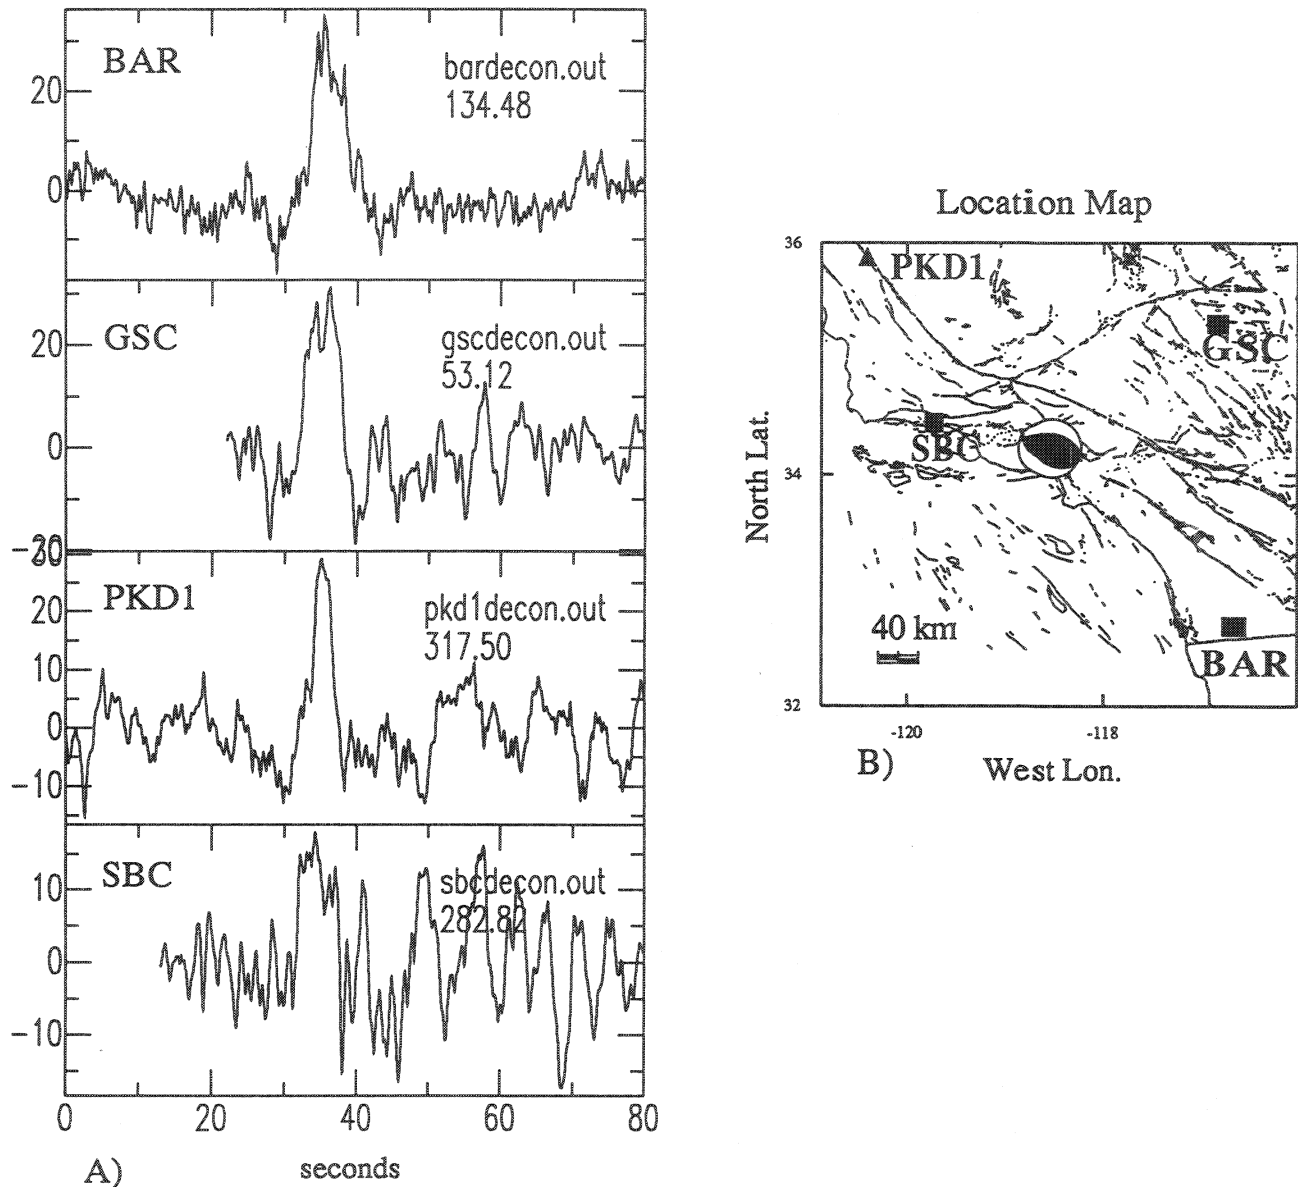 BAR
bardecon.out
134.48
20
0
GSC
gscdecon.out
53.12
20
0
−20
30
PKD1
pkd1decon.out
317.50
20
10
0
−10
SBC
sbcdecon.out
282.82
10
0
−10
0 20 40 60 80
A) seconds
Location Map
36
PKD1
GSC
SBC
34
North Lat.
40 km
BAR
32
-120 -118
B) West Lon.